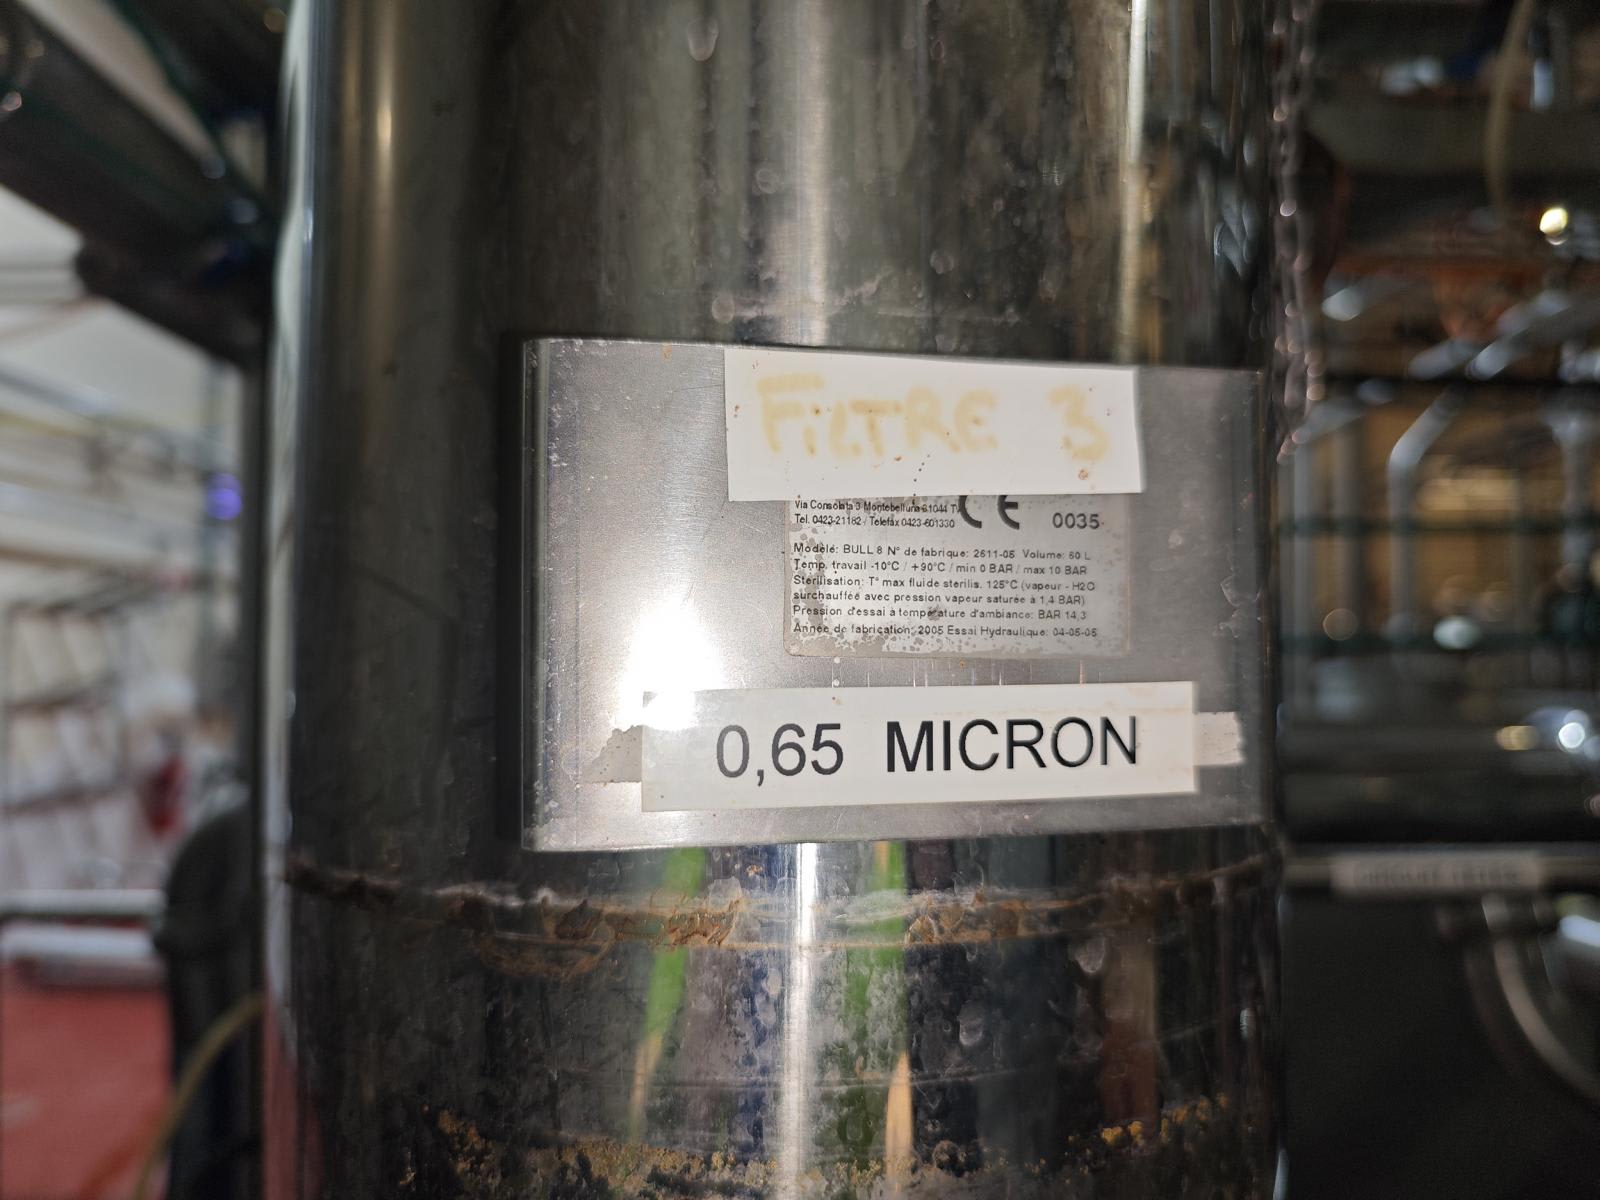 FiLTRE 3
Via Consolata 3 Montebelluna 31044 TV CE 0035
Tel. 0423-21182 / Telefax 0423-601330
Modèle: BULL 8 N° de fabrique: 2611-05 Volume: 60 L
Temp. travail -10°C / +90°C / min 0 BAR / max 10 BAR
Sterilisation: T° max fluide sterilis. 125°C (vapeur - H2O
surchauffée avec pression vapeur saturée à 1,4 BAR)
Pression d'essai à température d'ambiance: BAR 14,3
Année de fabrication: 2005 Essai Hydraulique: 04-05-05
0,65 MICRON